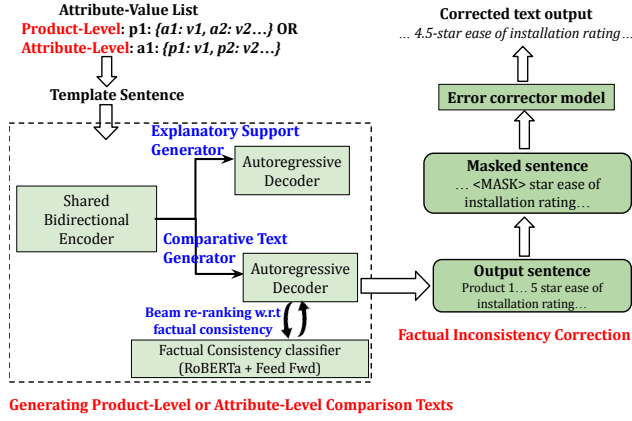 Attribute-Value List
Product-Level: p1: {a1: v1, a2: v2…} OR
Attribute-Level: a1: {p1: v1, p2: v2…}
Template Sentence
Explanatory Support
Generator
Autoregressive
Decoder
Shared
Bidirectional
Encoder
Comparative Text
Generator
Autoregressive
Decoder
Beam re-ranking w.r.t
factual consistency
Factual Consistency classifier
(RoBERTa + Feed Fwd)
Generating Product-Level or Attribute-Level Comparison Texts
Corrected text output
… 4.5-star ease of installation rating…
Error corrector model
Masked sentence
… <MASK> star ease of
installation rating…
Output sentence
Product 1… 5 star ease of
installation rating…
Factual Inconsistency Correction